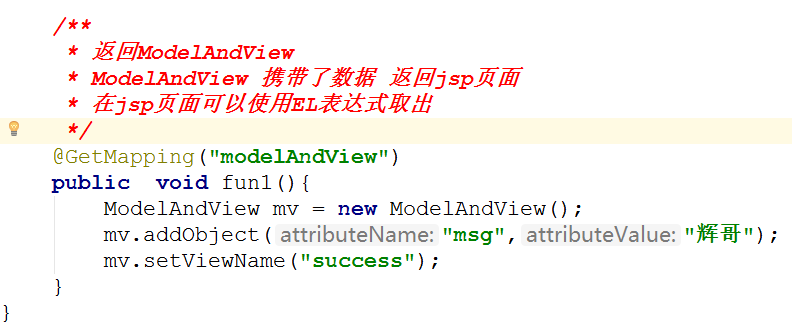 /**
* 返回ModelAndView
* ModelAndView 携带了数据 返回jsp页面
* 在jsp页面可以使用EL表达式取出
*/
@GetMapping("modelAndView")
public  void fun1(){
ModelAndView mv = new ModelAndView();
mv.addObject( attributeName: "msg", attributeValue: "辉哥");
mv.setViewName("success");
}
}